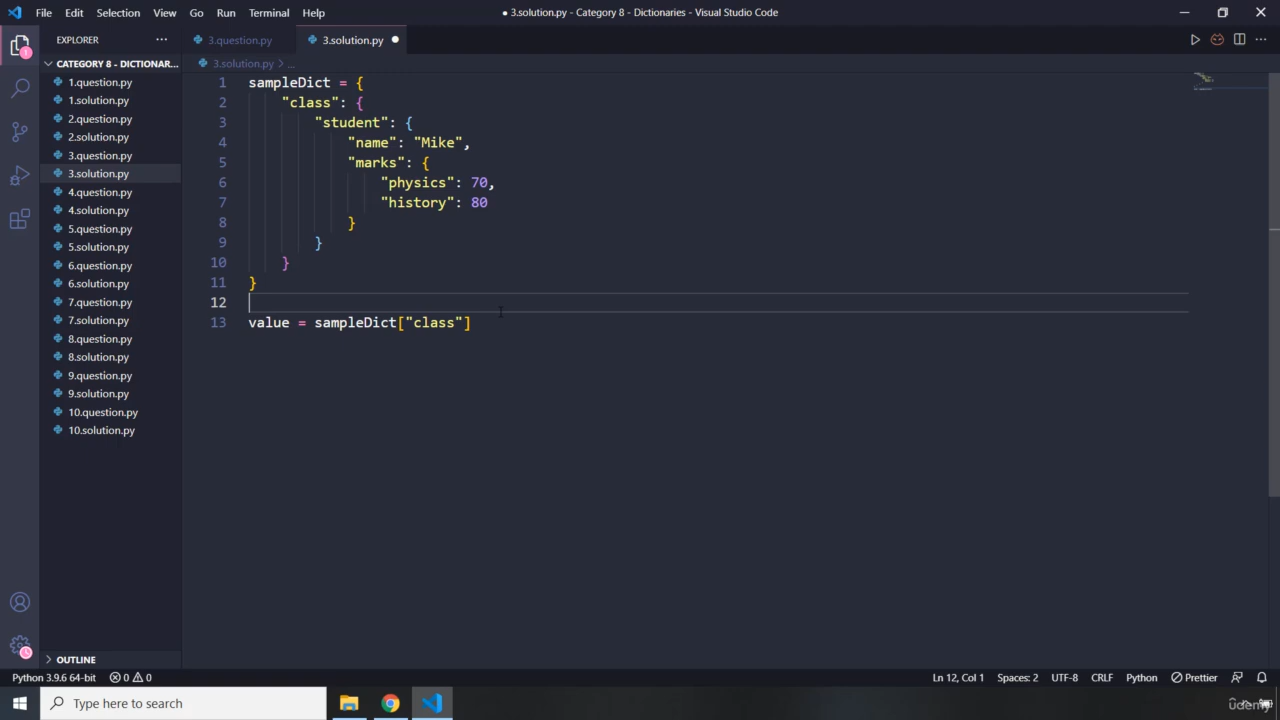 File Edit Selection View Go Run Terminal Help
● 3.solution.py - Category 8 - Dictionaries - Visual Studio Code
EXPLORER
3.question.py
3.solution.py
CATEGORY 8 - DICTIONAR...
3.solution.py > ...
1.question.py
1.solution.py
2.question.py
2.solution.py
3.question.py
3.solution.py
4.question.py
4.solution.py
5.question.py
5.solution.py
6.question.py
6.solution.py
7.question.py
7.solution.py
8.question.py
8.solution.py
9.question.py
9.solution.py
10.question.py
10.solution.py
1 sampleDict = {
2 "class": {
3 "student": {
4 "name": "Mike",
5 "marks": {
6 "physics": 70,
7 "history": 80
8 }
9 }
10 }
11 }
12
13 value = sampleDict["class"]
1
OUTLINE
Python 3.9.6 64-bit 0 0
Ln 12, Col 1 Spaces: 2 UTF-8 CRLF Python Prettier
Type here to search
udemy